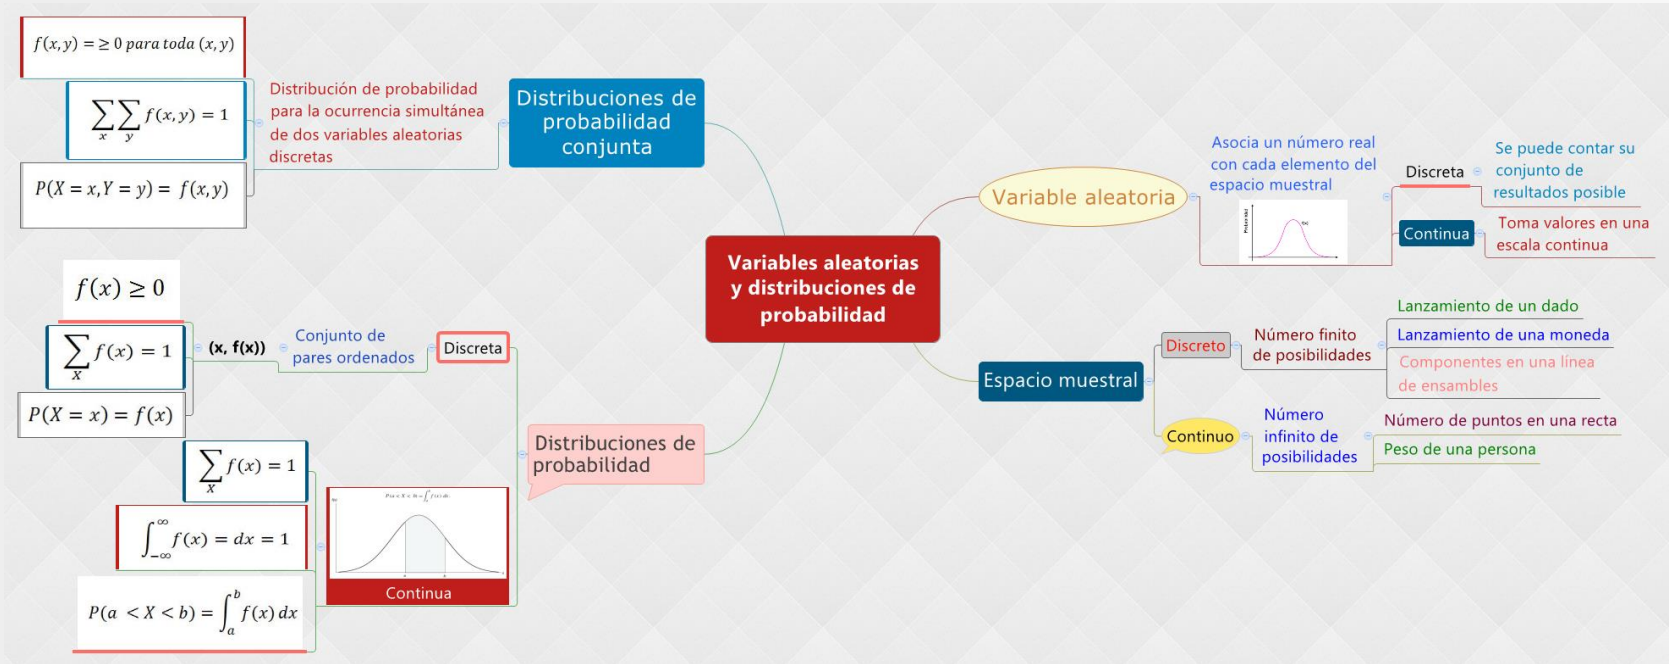 f(x,y) = ≥ 0 para toda (x,y)
∑∑ f(x,y) = 1
x y
P(X = x,Y = y) = f(x,y)
Distribución de probabilidad
para la ocurrencia simultánea
de dos variables aleatorias
discretas
Distribuciones de
probabilidad
conjunta
f(x) ≥ 0
∑ f(x) = 1
X
P(X = x) = f(x)
(x, f(x))
Conjunto de
pares ordenados
Discreta
∑ f(x) = 1
X
∫_{-∞}^{∞} f(x) = dx = 1
P(a < X < b) = ∫_{a}^{b} f(x) dx
Continua
Distribuciones de
probabilidad
Variables aleatorias
y distribuciones de
probabilidad
Variable aleatoria
Asocia un número real
con cada elemento del
espacio muestral
Discreta
Se puede contar su
conjunto de
resultados posible
Continua
Toma valores en una
escala continua
Espacio muestral
Discreto
Número finito
de posibilidades
Lanzamiento de un dado
Lanzamiento de una moneda
Componentes en una línea
de ensambles
Continuo
Número
infinito de
posibilidades
Número de puntos en una recta
Peso de una persona